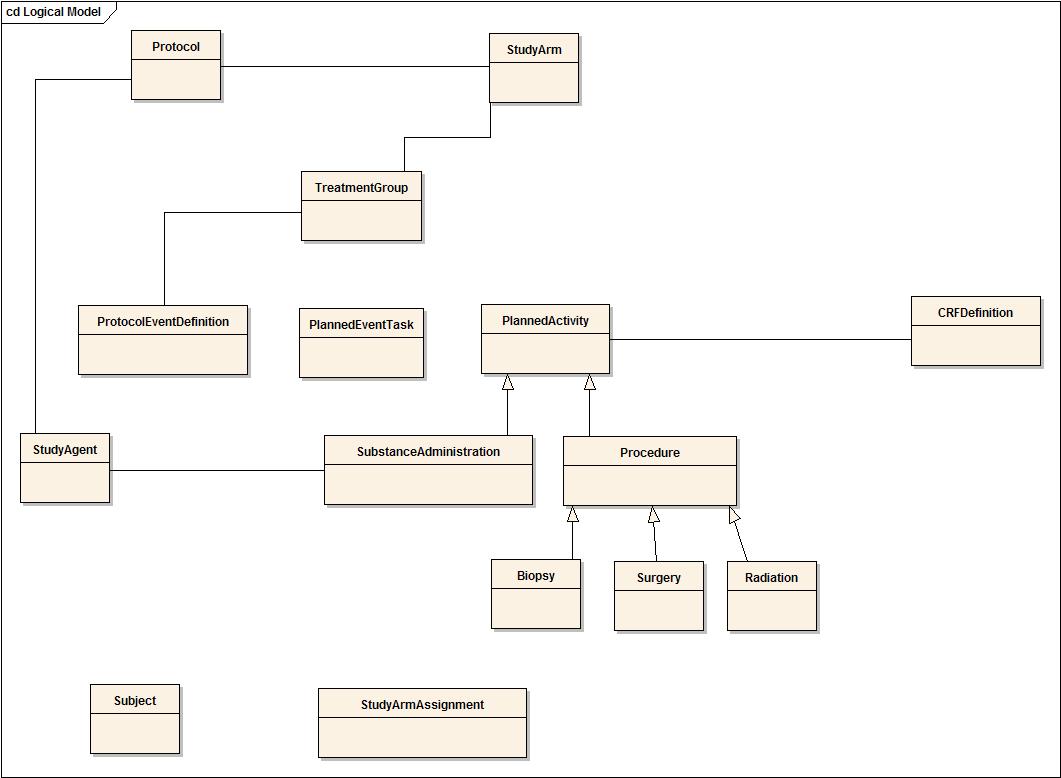 cd Logical Model
Protocol
StudyArm
TreatmentGroup
ProtocolEventDefinition
PlannedEventTask
PlannedActivity
CRFDefinition
StudyAgent
SubstanceAdministration
Procedure
Biopsy
Surgery
Radiation
Subject
StudyArmAssignment